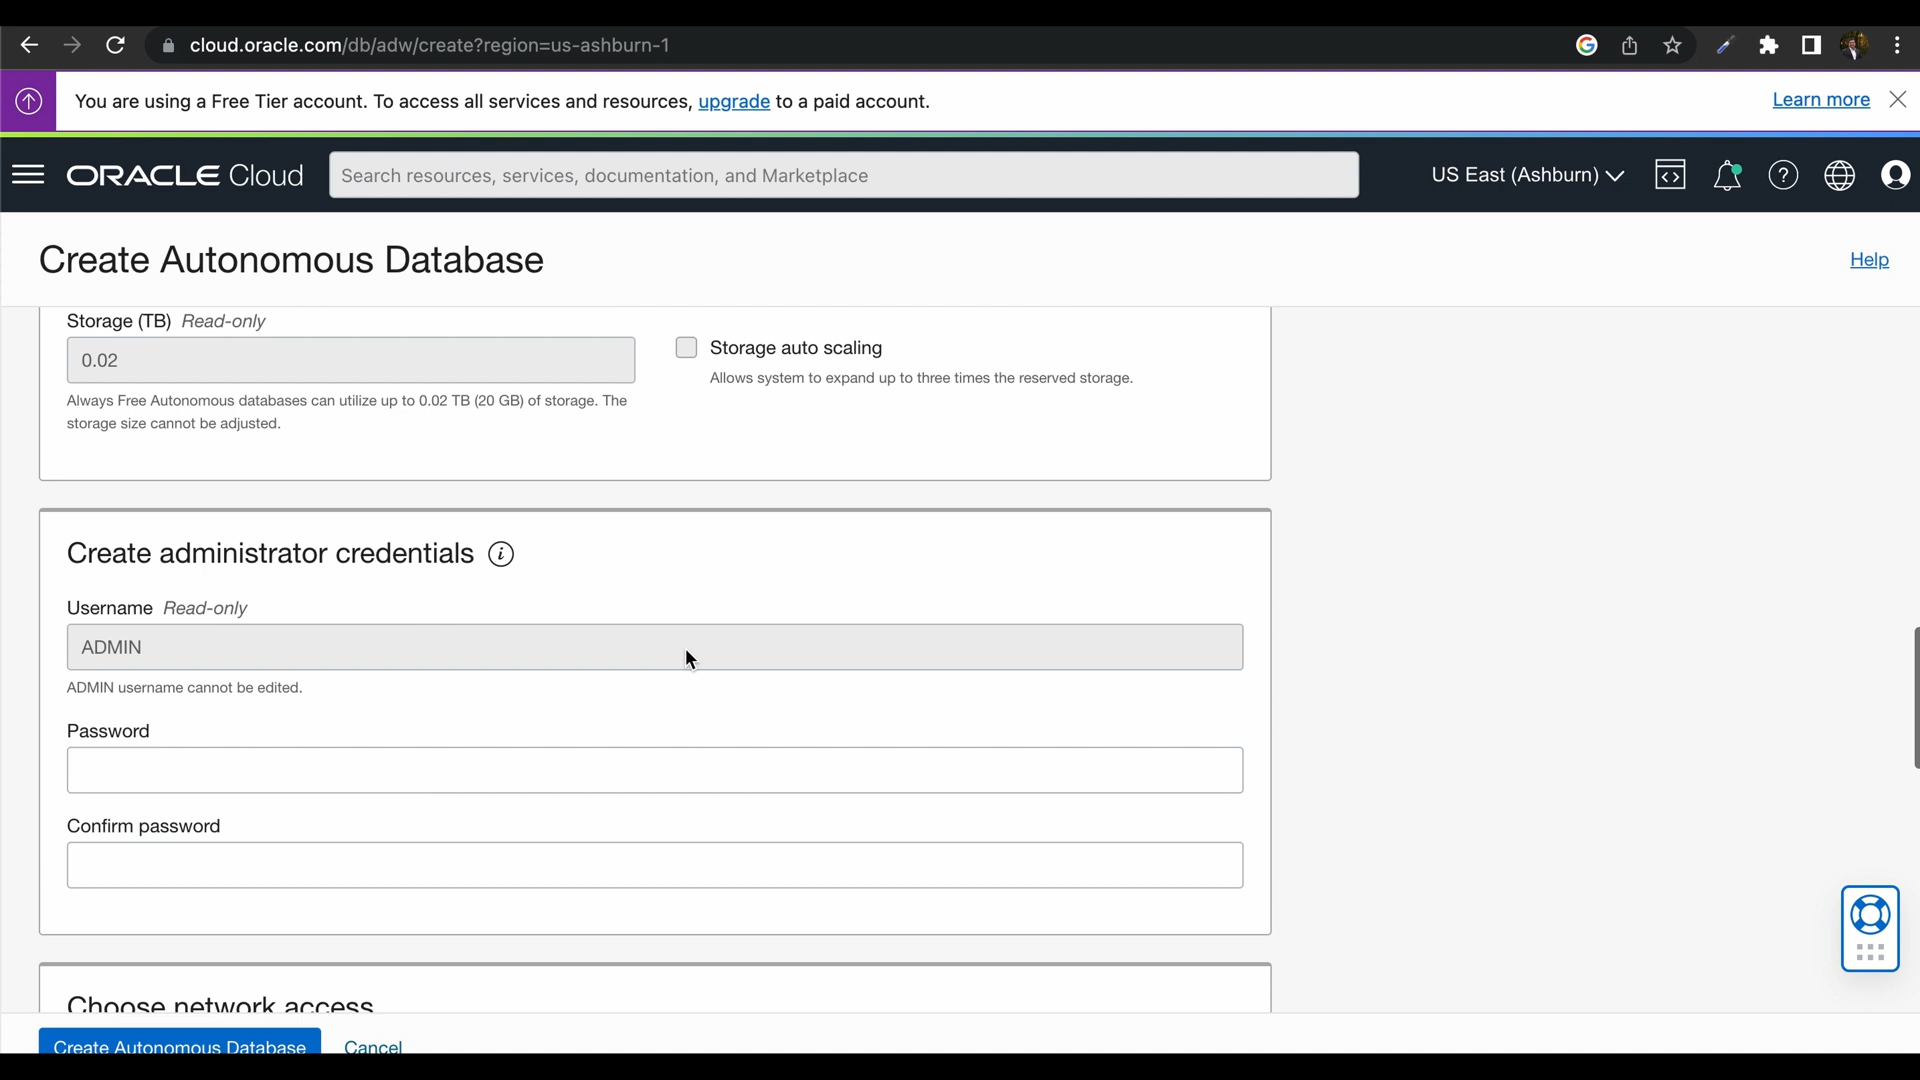 cloud.oracle.com/db/adw/create?region=us-ashburn-1
You are using a Free Tier account. To access all services and resources, upgrade to a paid account.
Learn more
ORACLE Cloud
Search resources, services, documentation, and Marketplace
US East (Ashburn)
Create Autonomous Database
Help
Storage (TB) Read-only
0.02
Storage auto scaling
Allows system to expand up to three times the reserved storage.
Always Free Autonomous databases can utilize up to 0.02 TB (20 GB) of storage. The
storage size cannot be adjusted.
Create administrator credentials
Username Read-only
ADMIN
ADMIN username cannot be edited.
Password
Confirm password
Choose network access
Create Autonomous Database
Cancel